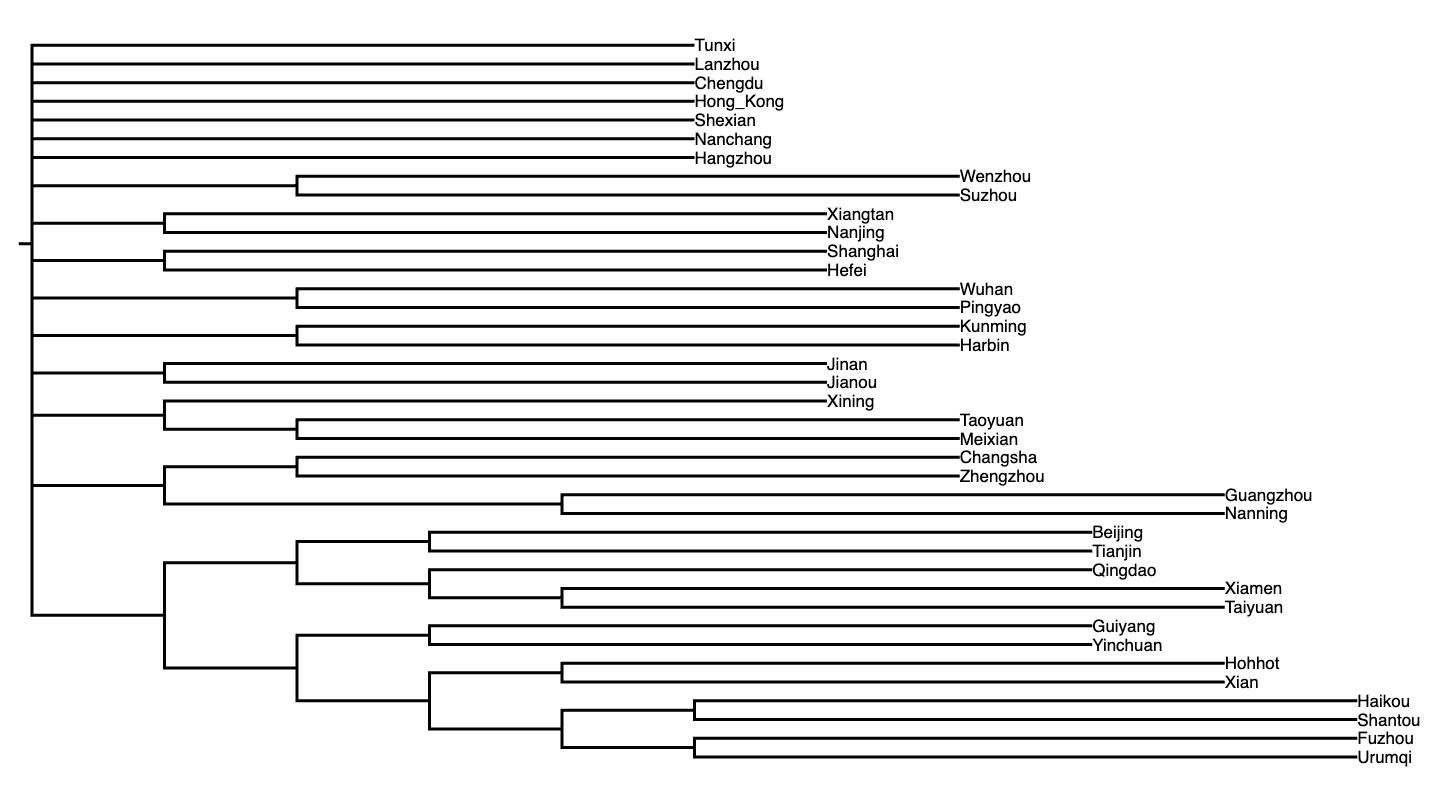 Tunxi
Lanzhou
Chengdu
Hong_Kong
Shexian
Nanchang
Hangzhou
Wenzhou
Suzhou
Xiangtan
Nanjing
Shanghai
Hefei
Wuhan
Pingyao
Kunming
Harbin
Jinan
Jianou
Xining
Taoyuan
Meixian
Changsha
Zhengzhou
Guangzhou
Nanning
Beijing
Tianjin
Qingdao
Xiamen
Taiyuan
Guiyang
Yinchuan
Hohhot
Xian
Haikou
Shantou
Fuzhou
Urumqi